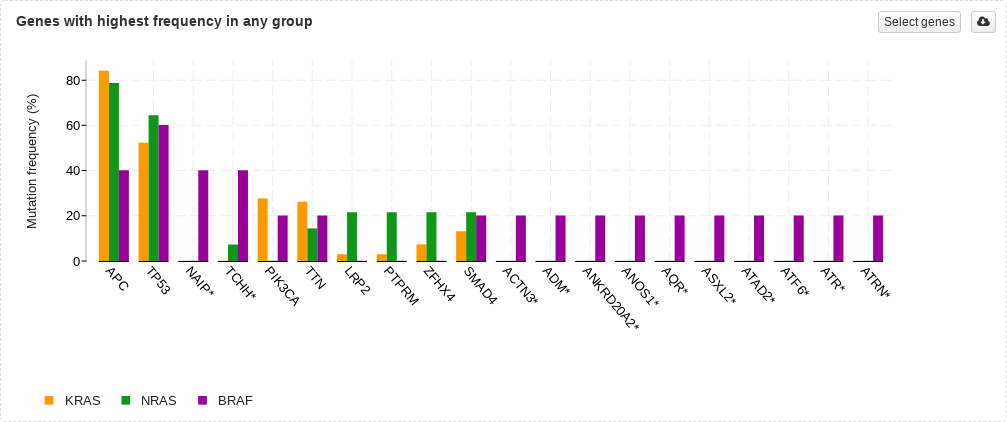 Genes with highest frequency in any group
Select genes
Mutation frequency (%)
80
60
40
20
0
APC
TP53
NAIP*
TCHH*
PIK3CA
TTN
LRP2
PTPRM
ZFHX4
SMAD4
ACTN3*
ADM*
ANKRD20A2*
ANOS1*
AQR*
ASXL2*
ATAD2*
ATF6*
ATR*
ATRN*
KRAS NRAS BRAF